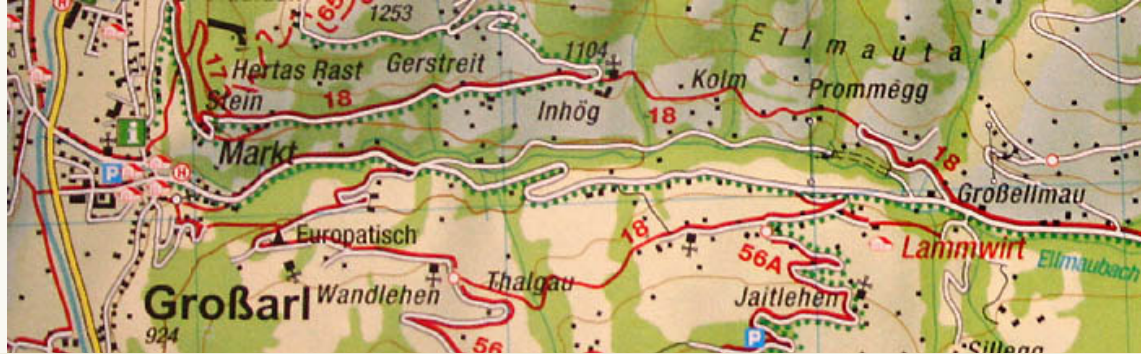 1253
Ellmautal
1104
Gerstreit
Hertas Rast
17
Kolm
Prommegg
Stein
18
Inhög
18
i
Markt
18
P
H
H
Großellmau
Europatisch
18
Lammwirt
56A
Ellmaubach
Thalgau
Wandlehen
Jaitlehen
Großarl
924
P
56
Sillegg